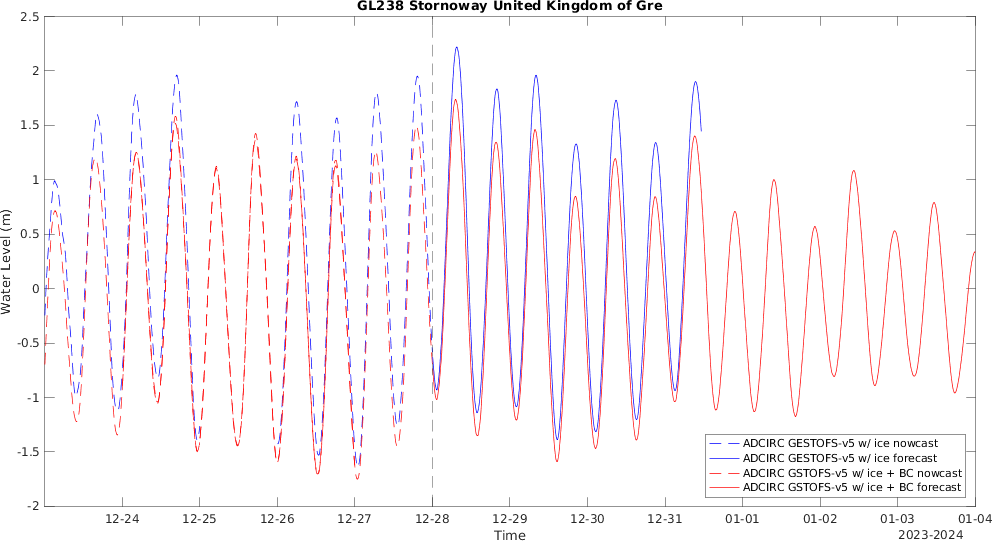 GL238 Stornoway United Kingdom of Gre
2.5
2
1.5
1
0.5
0
-0.5
-1
-1.5
-2
Water Level (m)
ADCIRC GESTOFS-v5 w/ ice nowcast
ADCIRC GESTOFS-v5 w/ ice forecast
ADCIRC GSTOFS-v5 w/ ice + BC nowcast
ADCIRC GSTOFS-v5 w/ ice + BC forecast
12-24 12-25 12-26 12-27 12-28 12-29 12-30 12-31 01-01 01-02 01-03 01-04
Time
2023-2024